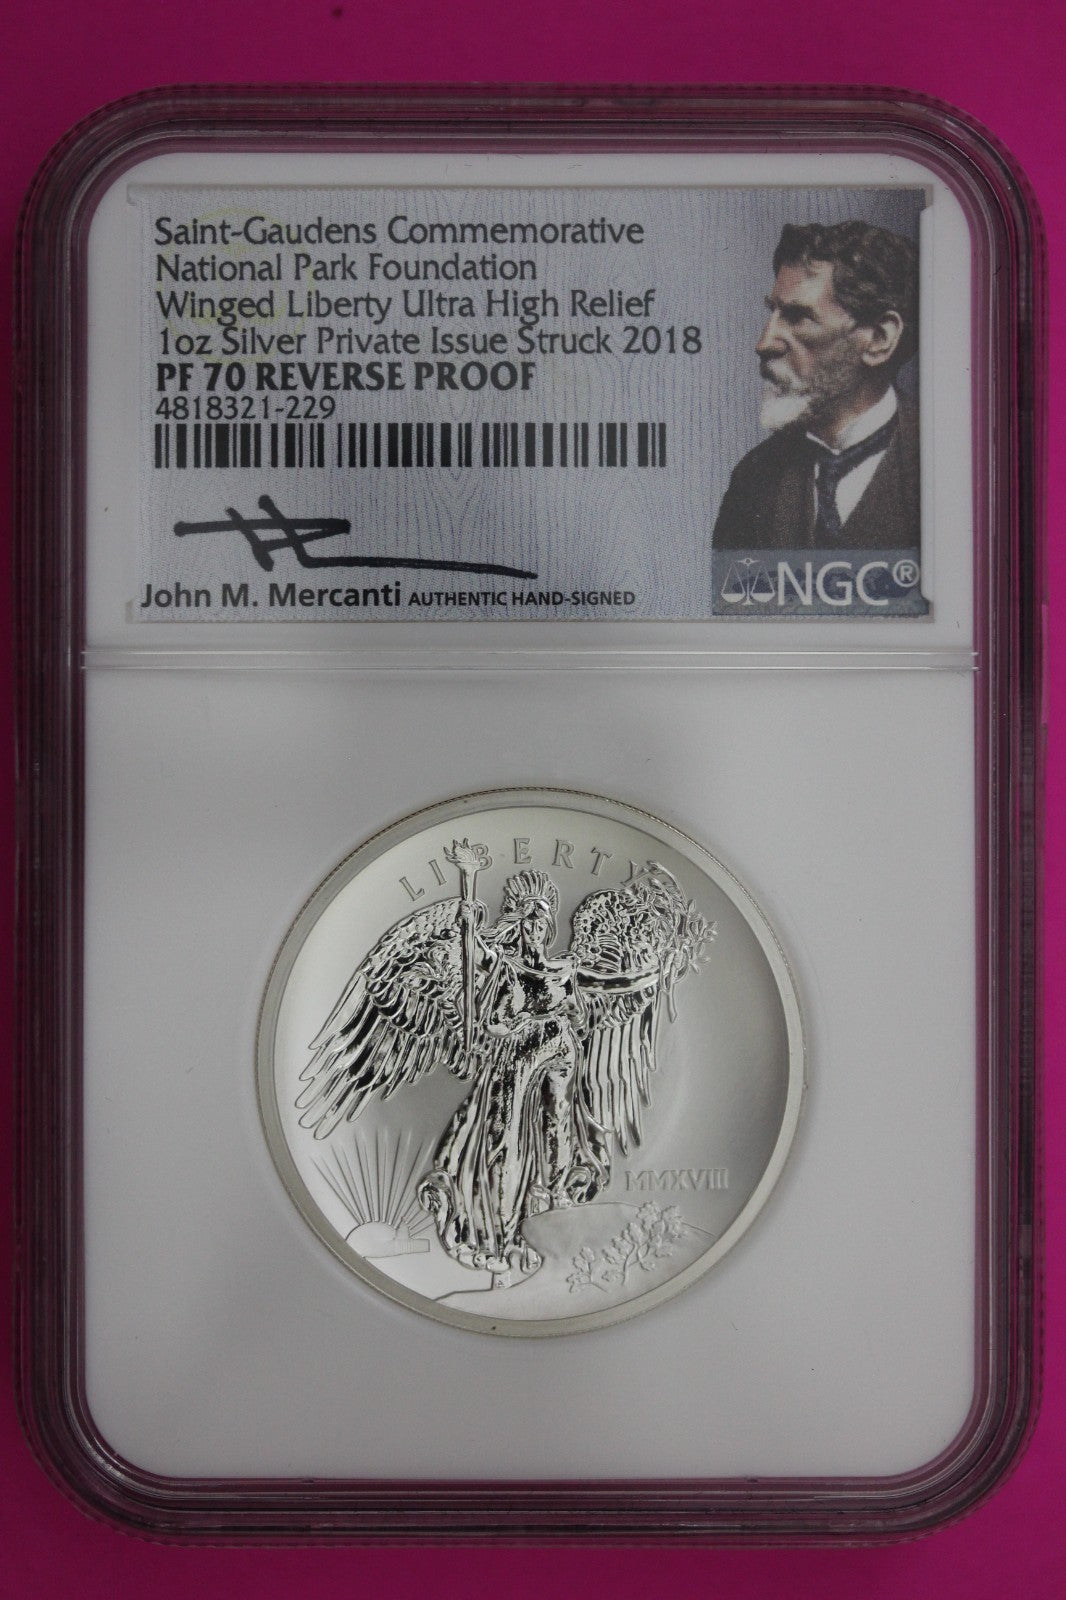 Saint-Gaudens Commemorative
National Park Foundation
Winged Liberty Ultra High Relief
1oz Silver Private Issue Struck 2018
PF 70 REVERSE PROOF
4818321-229
John M. Mercanti AUTHENTIC HAND-SIGNED
NGC®
LIBERTY
MMXVIII